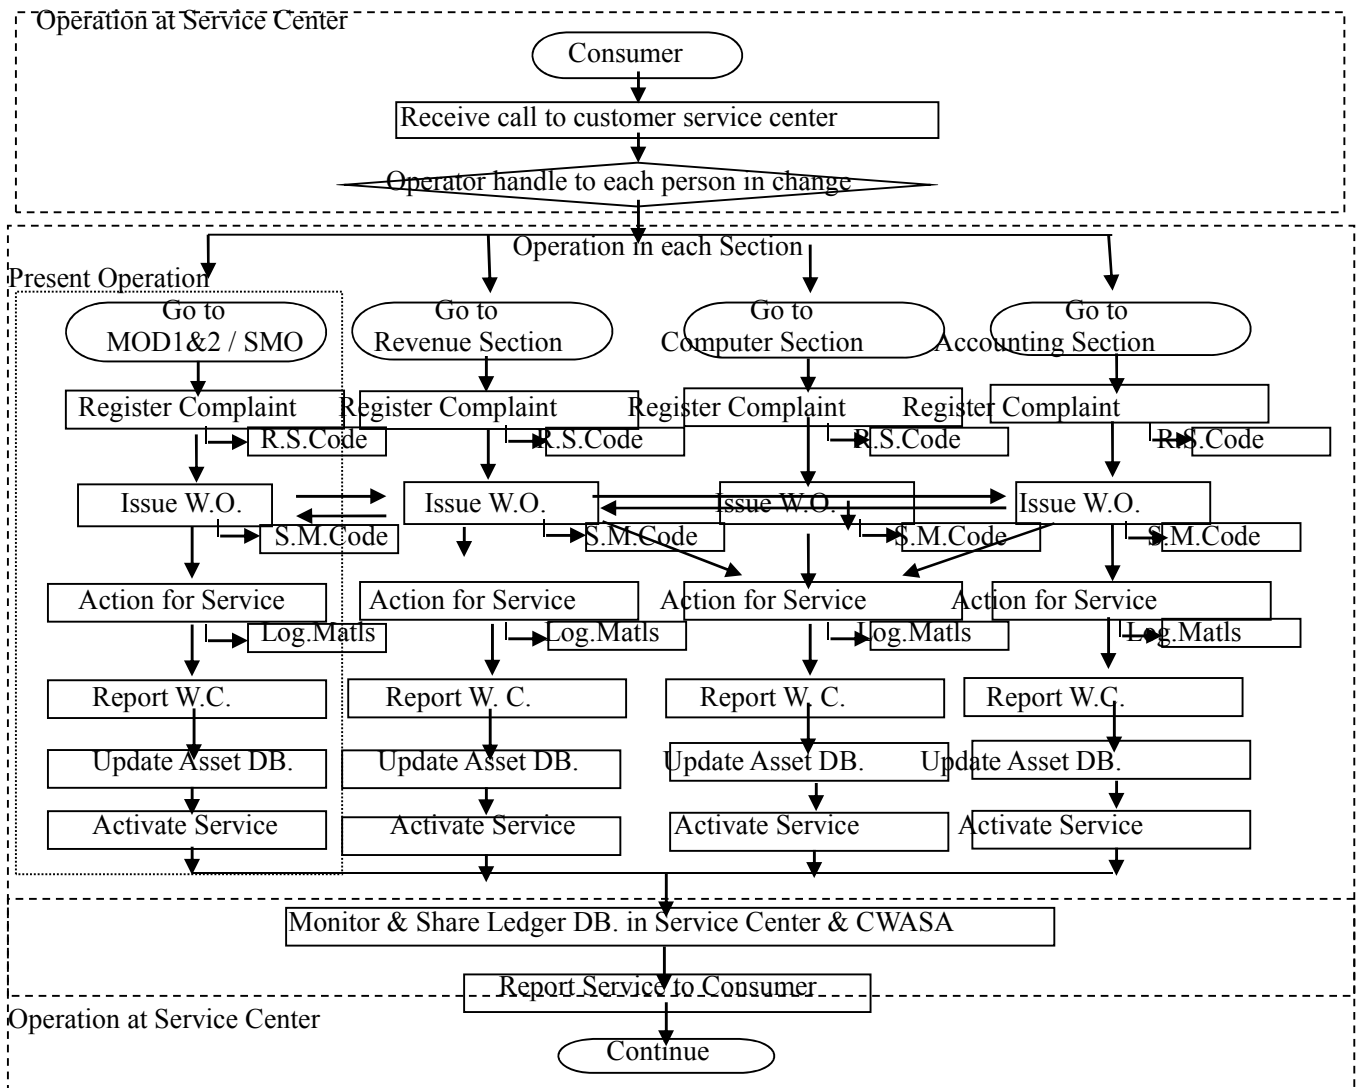 Operation at Service Center
Consumer
Receive call to customer service center
Operator handle to each person in change
Operation in each Section
Present Operation
Go to
MOD1&2 / SMO
Go to
Revenue Section
Go to
Computer Section
Go to
Accounting Section
Register Complaint
Register Complaint
Register Complaint
Register Complaint
R.S.Code
R.S.Code
R.S.Code
R.S.Code
Issue W.O.
Issue W.O.
Issue W.O.
Issue W.O.
S.M.Code
S.M.Code
S.M.Code
S.M.Code
Action for Service
Action for Service
Action for Service
Action for Service
Log.Matls
Log.Matls
Log.Matls
Log.Matls
Report W.C.
Report W. C.
Report W. C.
Report W.C.
Update Asset DB.
Update Asset DB.
Update Asset DB.
Update Asset DB.
Activate Service
Activate Service
Activate Service
Activate Service
Monitor & Share Ledger DB. in Service Center & CWASA
Report Service to Consumer
Operation at Service Center
Continue